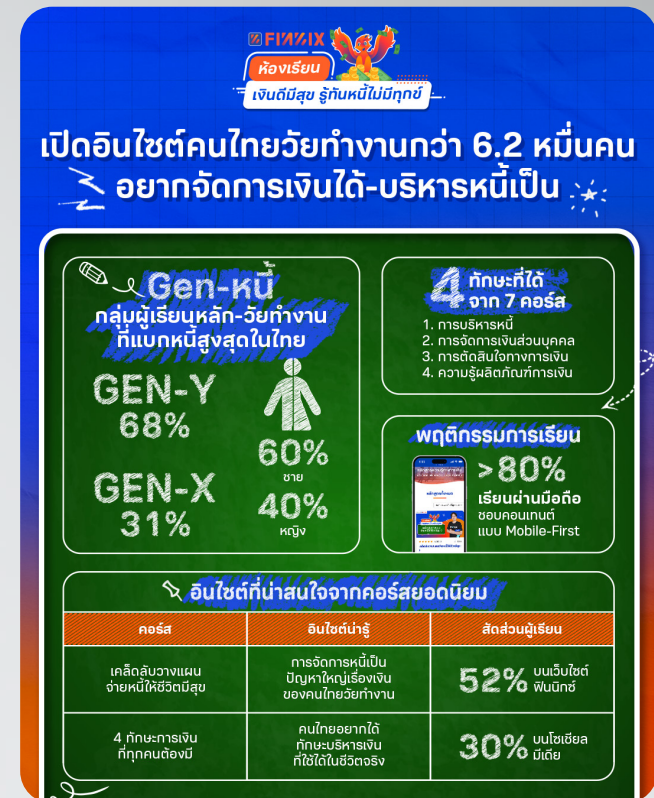 FINNIX
ห้องเรียน
เงินดีมีสุข รู้ทันหนี้ไม่มีทุกข์
เปิดอินไซต์คนไทยวัยทำงานกว่า 6.2 หมื่นคน
อยากจัดการเงินได้-บริหารหนี้เป็น
Gen-หนี้
กลุ่มผู้เรียนหลัก-วัยทำงาน
ที่แบกหนี้สูงสุดในไทย
GEN-Y
68%
GEN-X
31%
60%
ชาย
40%
หญิง
4 ทักษะที่ได้
จาก 7 คอร์ส
1. การบริหารหนี้
2. การจัดการเงินส่วนบุคคล
3. การตัดสินใจทางการเงิน
4. ความรู้ผลิตภัณฑ์การเงิน
พฤติกรรมการเรียน
>80%
เรียนผ่านมือถือ
ชอบคอนเทนต์
แบบ Mobile-First
อินไซต์ที่น่าสนใจจากคอร์สยอดนิยม
คอร์ส
อินไซต์น่ารู้
สัดส่วนผู้เรียน
เคล็ดลับวางแผน
จ่ายหนี้ให้ชีวิตมีสุข
การจัดการหนี้เป็น
ปัญหาใหญ่เรื่องเงิน
ของคนไทยวัยทำงาน
52% บนเว็บไซต์
ฟินนิกซ์
4 ทักษะการเงิน
ที่ทุกคนต้องมี
คนไทยอยากได้
ทักษะบริหารเงิน
ที่ใช้ได้ในชีวิตจริง
30% บนโซเชียล
มีเดีย